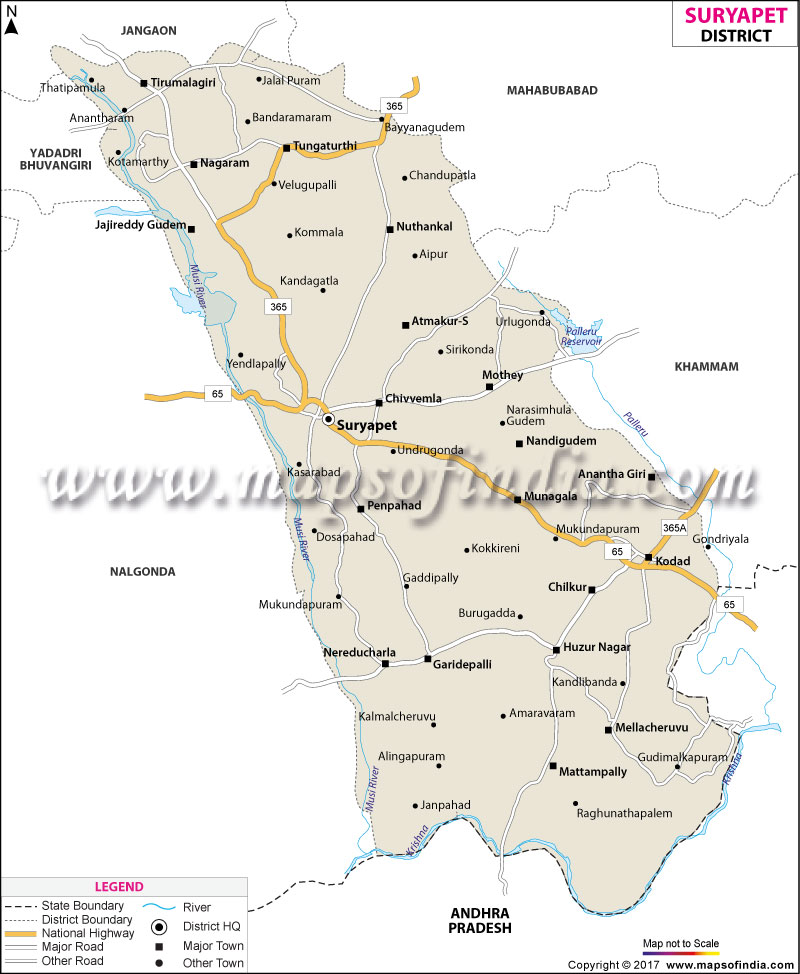 N
SURYAPET
DISTRICT
JANGAON
MAHABUBABAD
YADADRI
BHUVANGIRI
KHAMMAM
NALGONDA
ANDHRA
PRADESH
Thatipamula
Tirumalagiri
Jalal Puram
365
Anantharam
Bandaramaram
Bayyanagudem
Tungaturthi
Kotamarthy
Nagaram
Velugupalli
Chandupatla
Jajireddy Gudem
Kommala
Nuthankal
Aipur
Musi River
Kandagatla
365
Atmakur-S
Urlugonda
Palleru
Reservoir
Sirikonda
Yendlapally
Mothey
65
Chivvemla
Narasimhula
Gudem
Palleru
Suryapet
Nandigudem
Undrugonda
Kasarabad
Anantha Giri
www.mapsofindia.com
Munagala
Penpahad
Musi River
Dosapahad
Mukundapuram
365A
Gondriyala
Kokkireni
65
Kodad
Gaddipally
Chilkur
Mukundapuram
65
Burugadda
Nereducharla
Garidepalli
Huzur Nagar
Kandlibanda
Kalmalcheruvu
Amaravaram
Mellacheruvu
Alingapuram
Mattampally
Gudimalkapuram
Krishna
Musi River
Janpahad
Raghunathapalem
Krishna
LEGEND
State Boundary
District Boundary
National Highway
Major Road
Other Road
River
District HQ
Major Town
Other Town
Map not to Scale
Copyright © 2017 www.mapsofindia.com